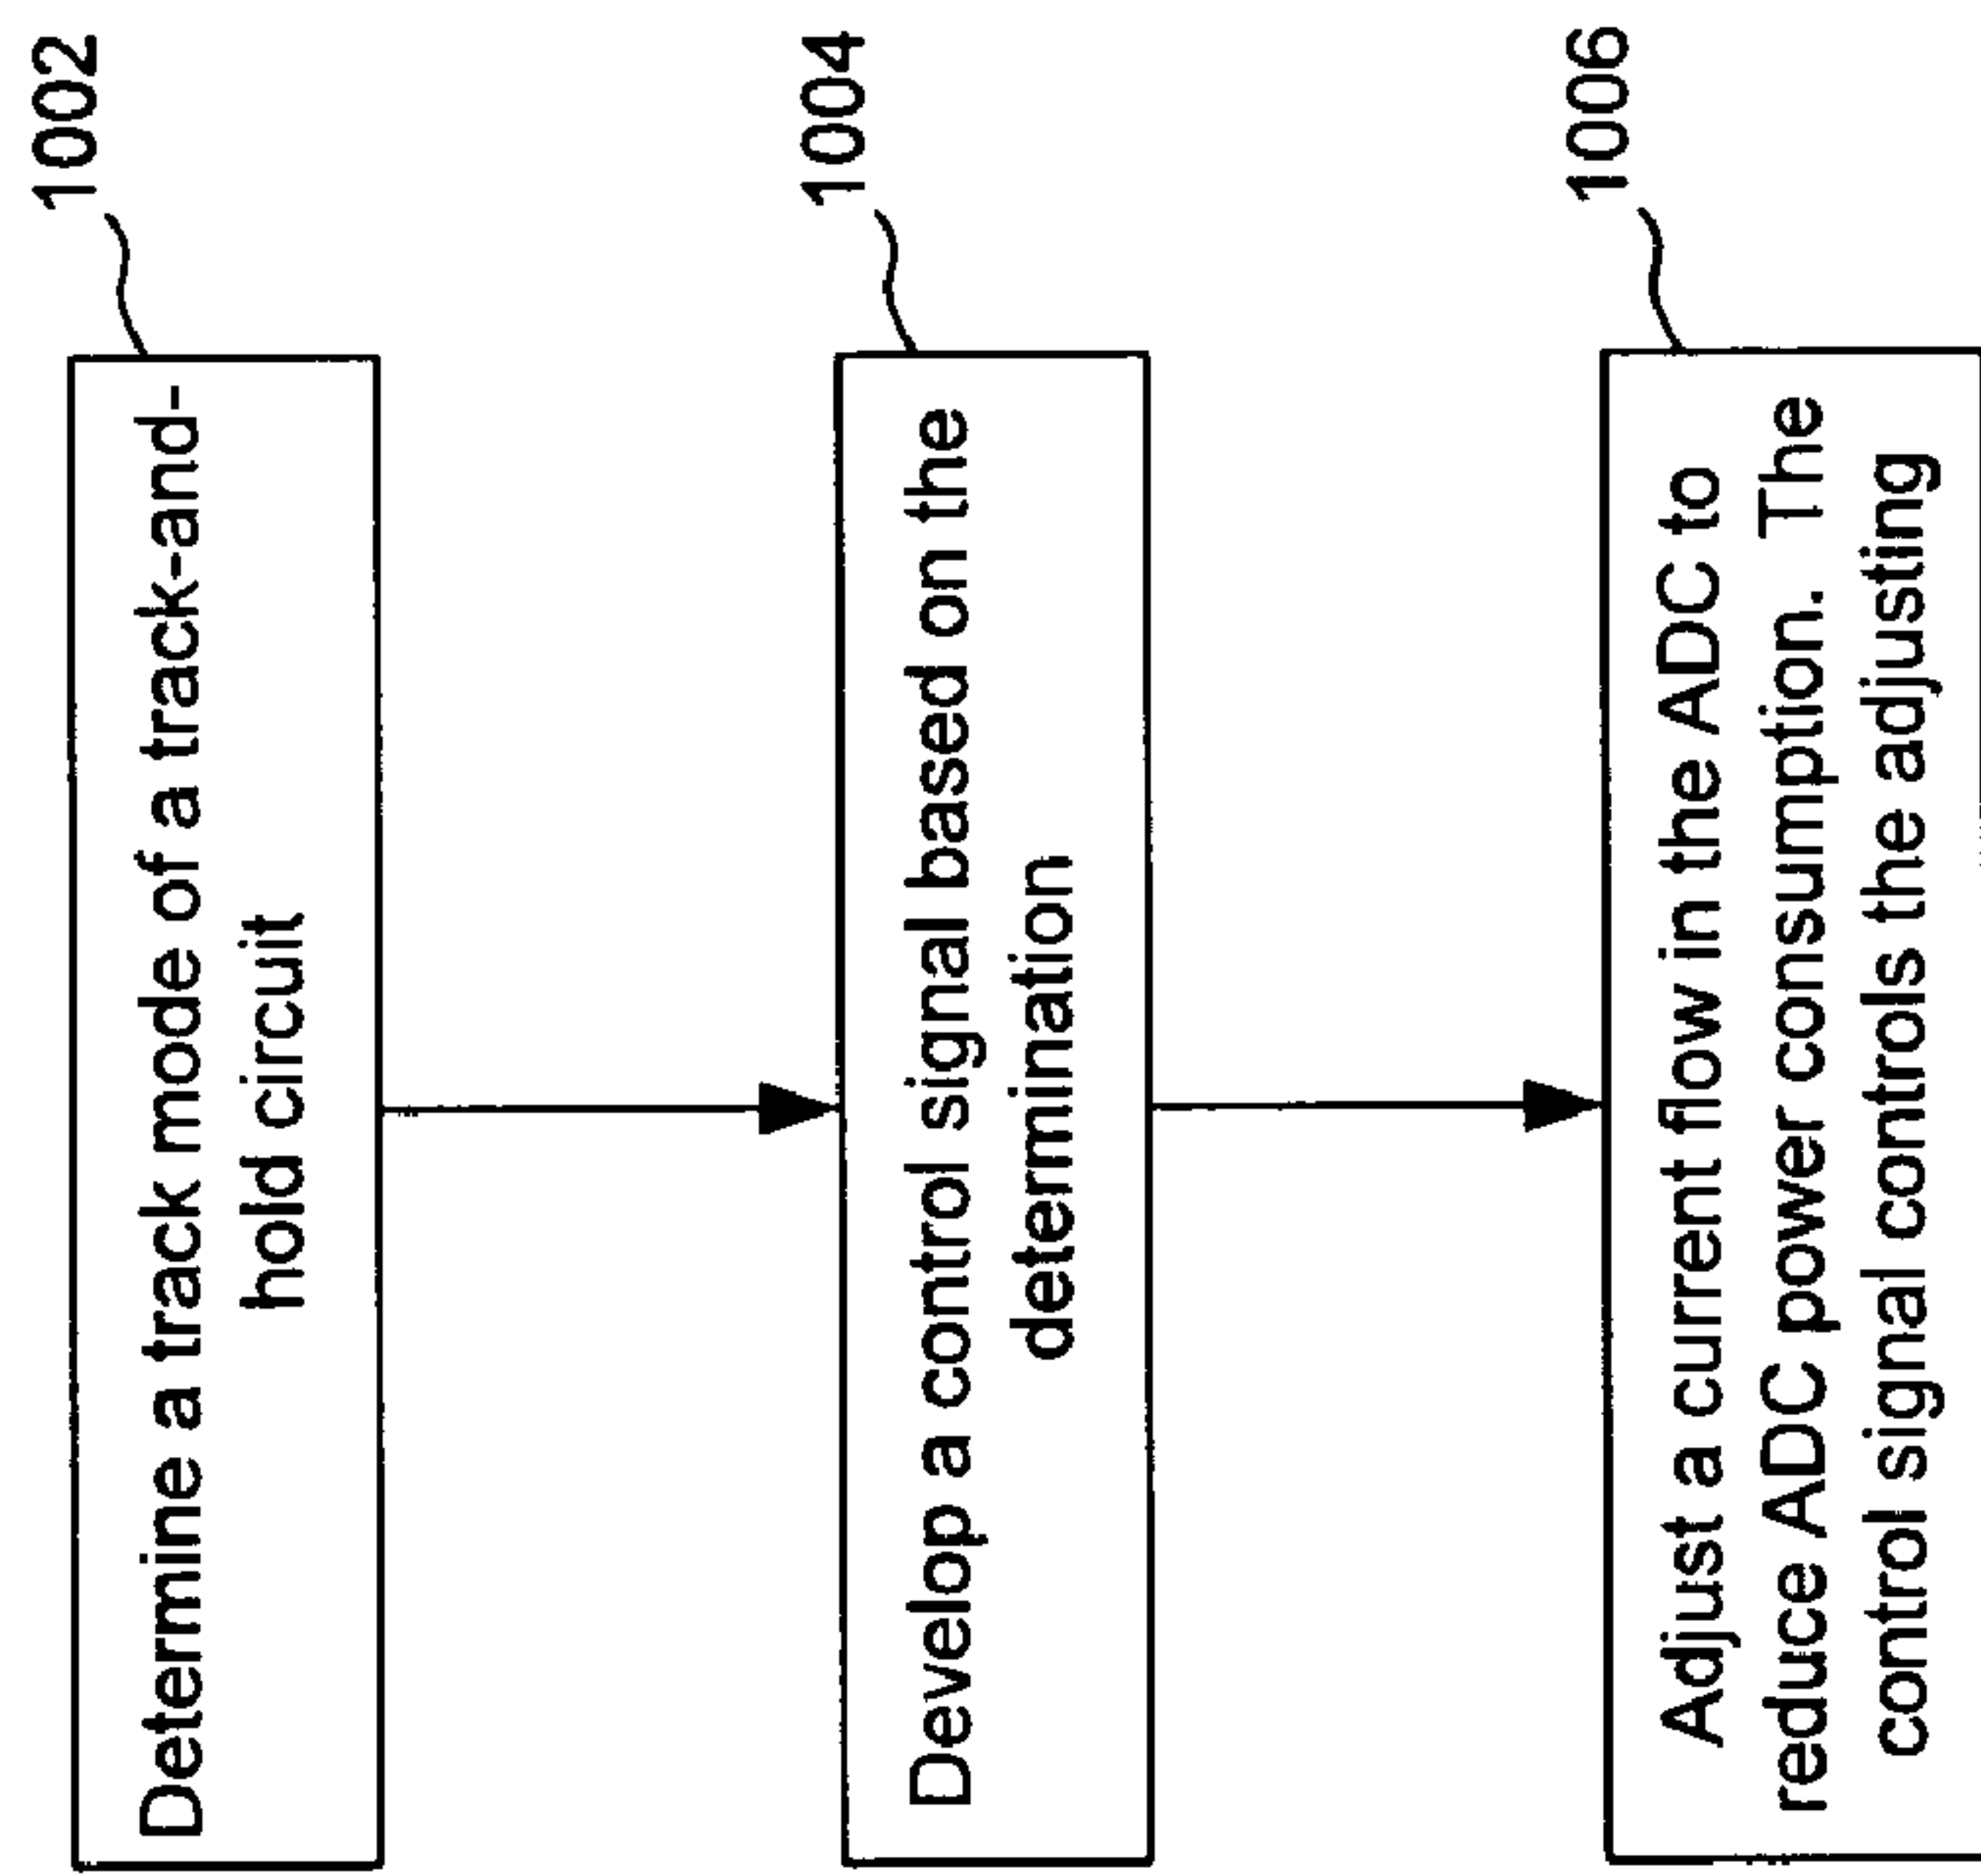 1002
Determine a track mode of a track-and-
hold circuit
1004
Develop a control signal based on the
determination
1006
Adjust a current flow in the ADC to
reduce ADC power consumption. The
control signal controls the adjusting